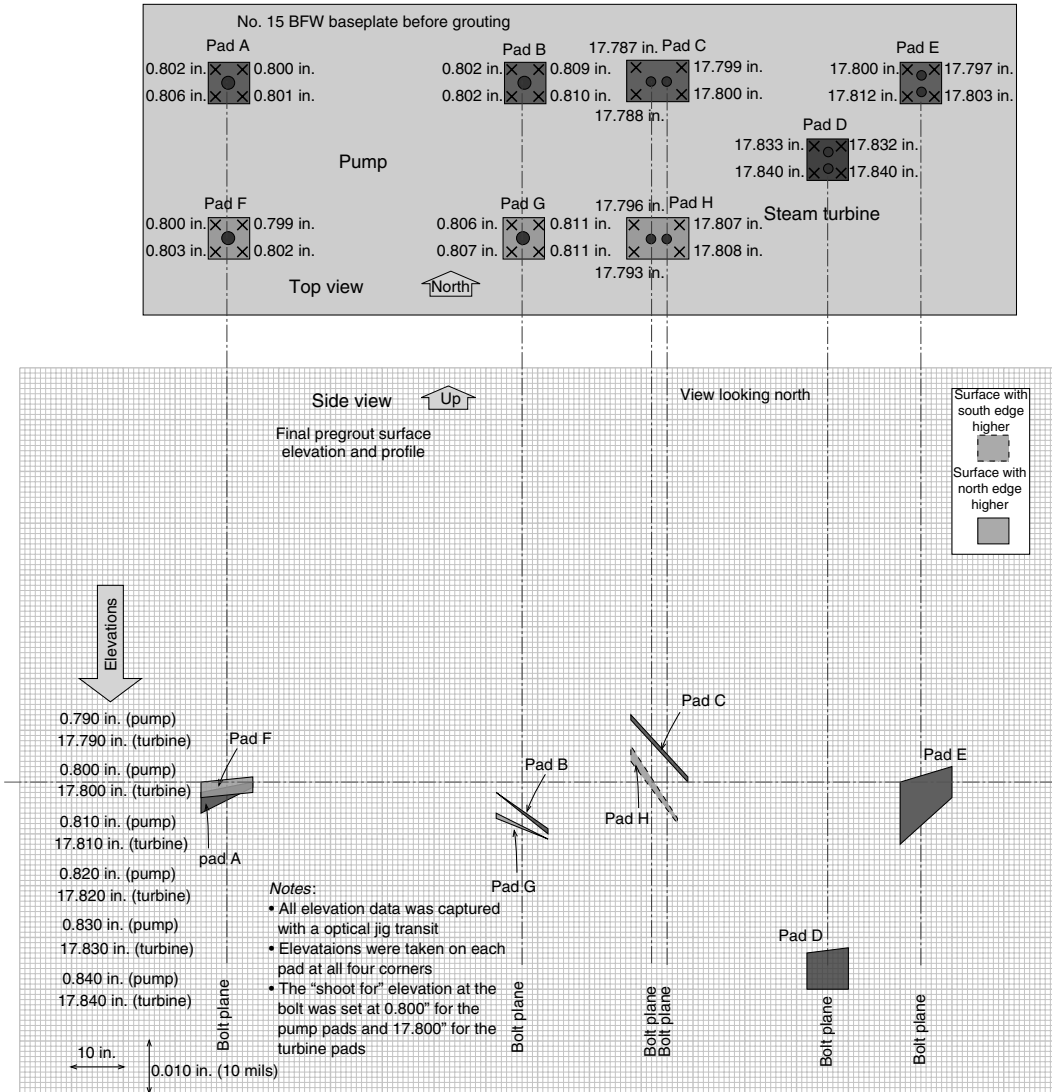 No. 15 BFW baseplate before grouting
Pad A
0.802 in.
0.800 in.
0.806 in.
0.801 in.
Pad B
0.802 in.
0.809 in.
0.802 in.
0.810 in.
17.787 in.
Pad C
17.799 in.
17.800 in.
17.788 in.
Pad E
17.800 in.
17.797 in.
17.812 in.
17.803 in.
Pad D
17.833 in.
17.832 in.
17.840 in.
17.840 in.
Pump
Steam turbine
Pad F
0.800 in.
0.799 in.
0.803 in.
0.802 in.
Pad G
0.806 in.
0.811 in.
0.807 in.
0.811 in.
17.796 in.
Pad H
17.807 in.
17.808 in.
17.793 in.
Top view
North
Side view
Up
View looking north
Final pregrout surface
elevation and profile
Surface with
south edge
higher
Surface with
north edge
higher
Elevations
0.790 in. (pump)
17.790 in. (turbine)
0.800 in. (pump)
17.800 in. (turbine)
0.810 in. (pump)
17.810 in. (turbine)
0.820 in. (pump)
17.820 in. (turbine)
0.830 in. (pump)
17.830 in. (turbine)
0.840 in. (pump)
17.840 in. (turbine)
Pad F
pad A
Pad B
Pad G
Pad C
Pad H
Pad E
Pad D
Notes:
• All elevation data was captured
with a optical jig transit
• Elevataions were taken on each
pad at all four corners
• The “shoot for” elevation at the
bolt was set at 0.800” for the
pump pads and 17.800” for the
turbine pads
Bolt plane
Bolt plane
Bolt plane
Bolt plane
Bolt plane
Bolt plane
10 in.
0.010 in. (10 mils)